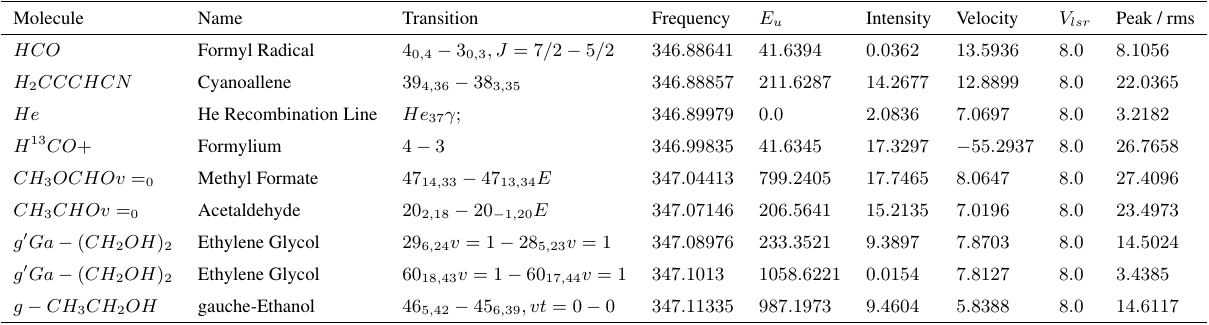 Molecule Name Transition Frequency E_u Intensity Velocity V_lsr Peak / rms
HCO Formyl Radical 4_{0,4} − 3_{0,3}, J = 7/2 − 5/2 346.88641 41.6394 0.0362 13.5936 8.0 8.1056
H_2CCCHCN Cyanoallene 39_{4,36} − 38_{3,35} 346.88857 211.6287 14.2677 12.8899 8.0 22.0365
He He Recombination Line He_{37}γ; 346.89979 0.0 2.0836 7.0697 8.0 3.2182
H^{13}CO+ Formylium 4 − 3 346.99835 41.6345 17.3297 −55.2937 8.0 26.7658
CH_3OCHOv =_0 Methyl Formate 47_{14,33} − 47_{13,34}E 347.04413 799.2405 17.7465 8.0647 8.0 27.4096
CH_3CHOv =_0 Acetaldehyde 20_{2,18} − 20_{−1,20}E 347.07146 206.5641 15.2135 7.0196 8.0 23.4973
g′Ga − (CH_2OH)_2 Ethylene Glycol 29_{6,24}v = 1 − 28_{5,23}v = 1 347.08976 233.3521 9.3897 7.8703 8.0 14.5024
g′Ga − (CH_2OH)_2 Ethylene Glycol 60_{18,43}v = 1 − 60_{17,44}v = 1 347.1013 1058.6221 0.0154 7.8127 8.0 3.4385
g − CH_3CH_2OH gauche-Ethanol 46_{5,42} − 45_{6,39}, vt = 0 − 0 347.11335 987.1973 9.4604 5.8388 8.0 14.6117